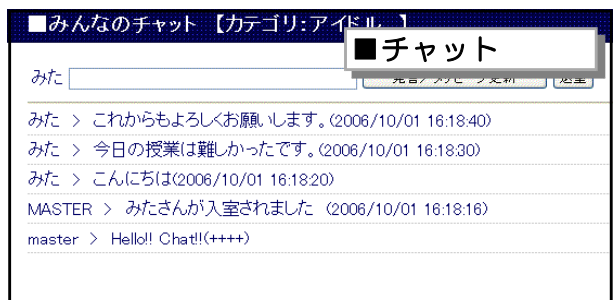 ■みんなのチャット 【カテゴリ:アイドル 】
■チャット
みた
みた > これからもよろしくお願いします。(2006/10/01 16:18:40)
みた > 今日の授業は難しかったです。(2006/10/01 16:18:30)
みた > こんにちは(2006/10/01 16:18:20)
MASTER > みたさんが入室されました (2006/10/01 16:18:16)
master > Hello!! Chat!!(++++)